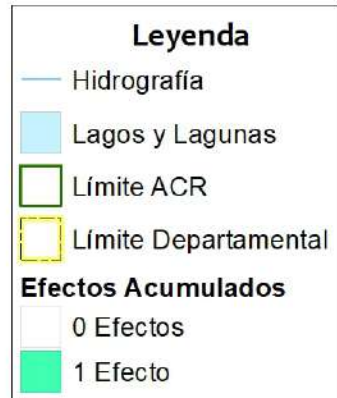 Leyenda
Hidrografía
Lagos y Lagunas
Límite ACR
Límite Departamental
Efectos Acumulados
0 Efectos
1 Efecto